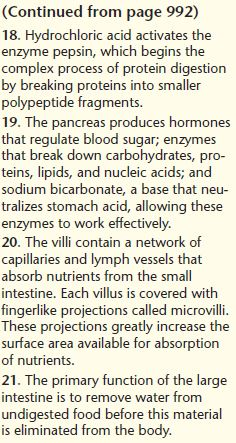 (Continued from page 992)
18. Hydrochloric acid activates the
enzyme pepsin, which begins the
complex process of protein digestion
by breaking proteins into smaller
polypeptide fragments.
19. The pancreas produces hormones
that regulate blood sugar; enzymes
that break down carbohydrates, pro-
teins, lipids, and nucleic acids; and
sodium bicarbonate, a base that neu-
tralizes stomach acid, allowing these
enzymes to work effectively.
20. The villi contain a network of
capillaries and lymph vessels that
absorb nutrients from the small
intestine. Each villus is covered with
fingerlike projections called microvilli.
These projections greatly increase the
surface area available for absorption
of nutrients.
21. The primary function of the large
intestine is to remove water from
undigested food before this material
is eliminated from the body.